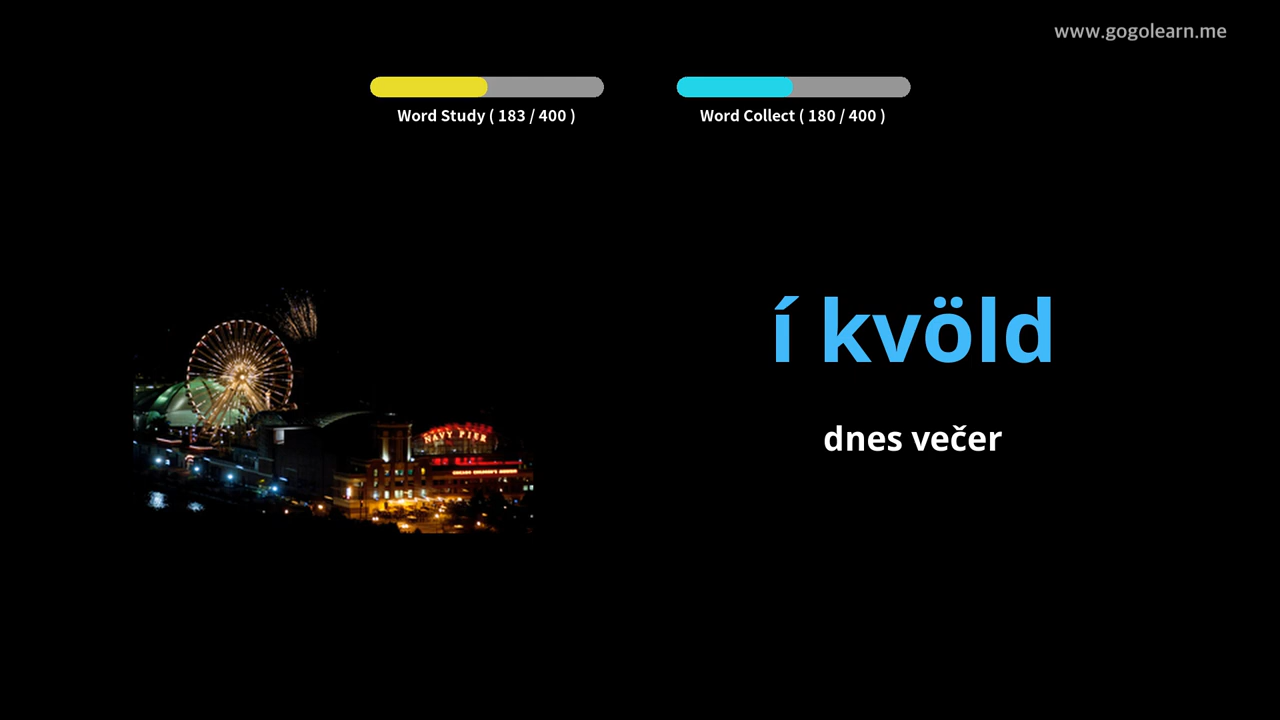 www.gogolearn.me
Word Study ( 183 / 400 )
Word Collect ( 180 / 400 )
í kvöld
dnes večer
NAVY PIER